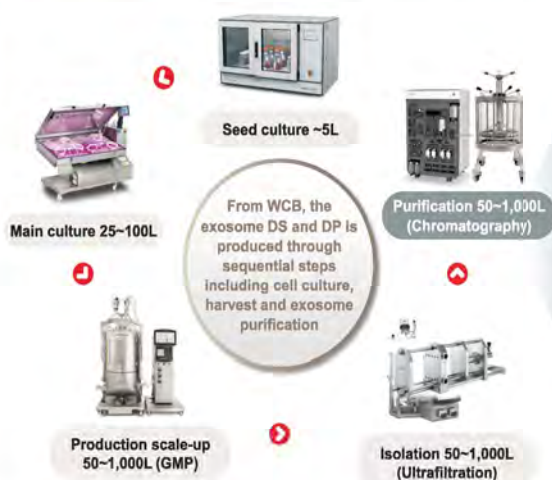 Seed culture ~5L
Main culture 25~100L
From WCB, the
exosome DS and DP is
produced through
sequential steps
including cell culture,
harvest and exosome
purification
Purification 50~1,000L
(Chromatography)
Production scale-up
50~1,000L (GMP)
Isolation 50~1,000L
(Ultrafiltration)